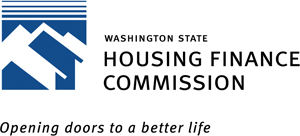 WASHINGTON STATE
HOUSING FINANCE
COMMISSION
Opening doors to a better life